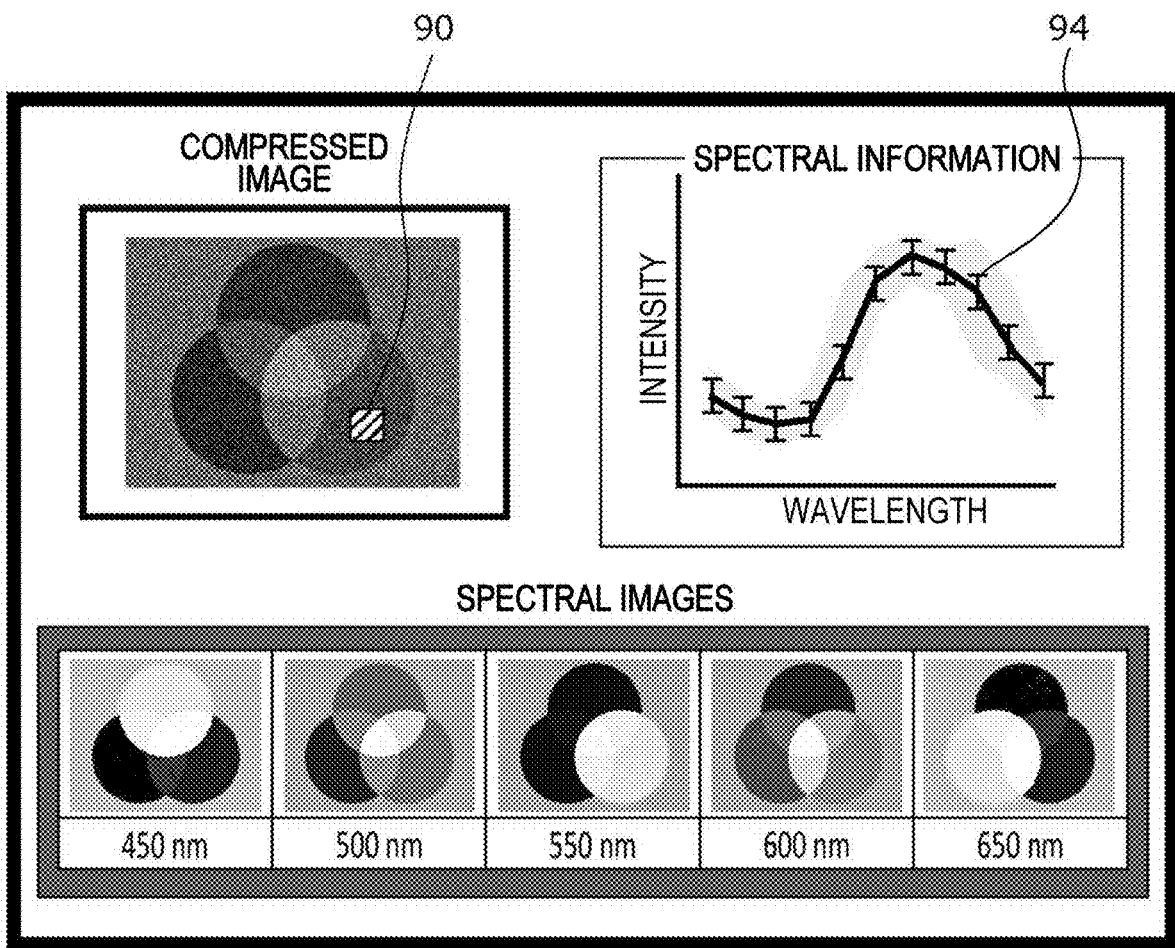 90
94
COMPRESSED
IMAGE
SPECTRAL INFORMATION
INTENSITY
WAVELENGTH
SPECTRAL IMAGES
450 nm
500 nm
550 nm
600 nm
650 nm